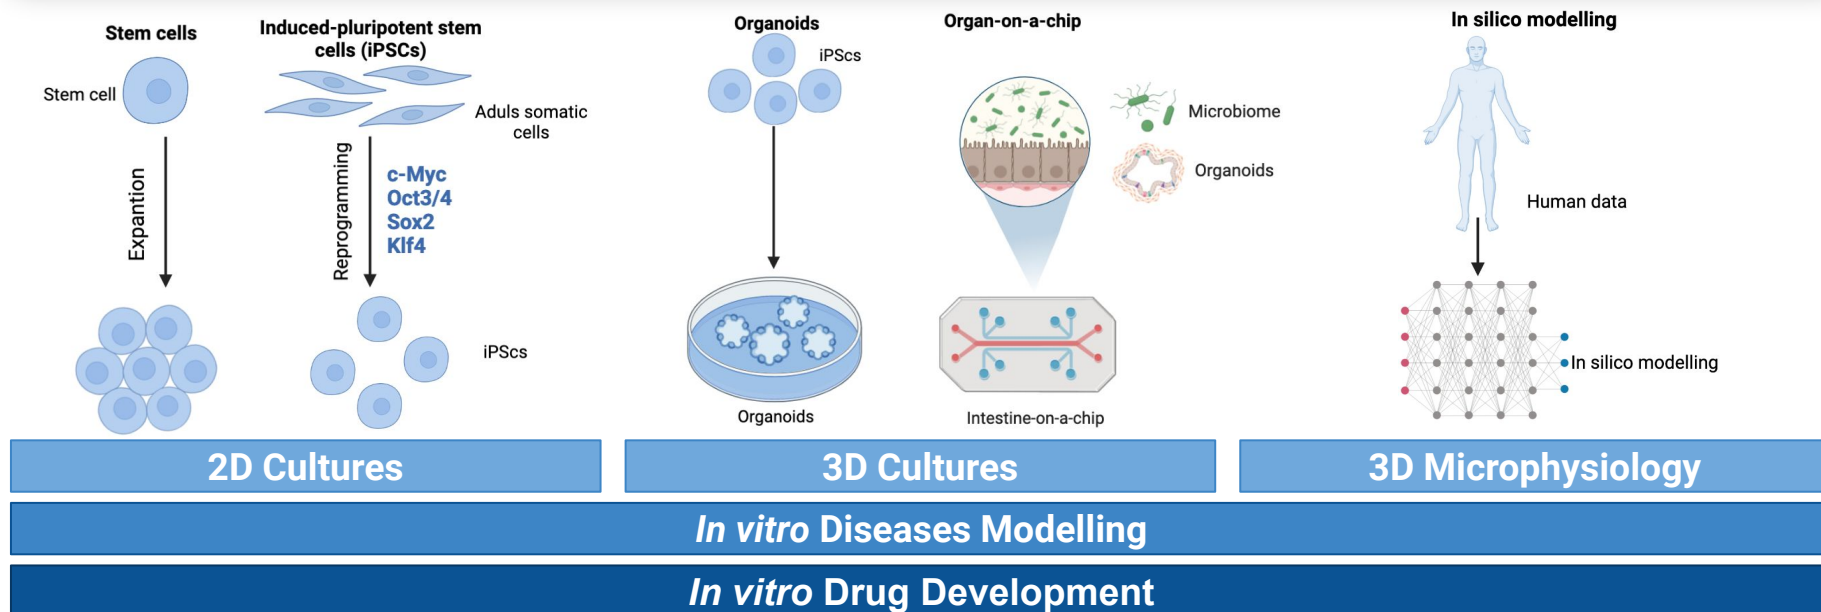 Stem cells
Stem cell
Expantion
Induced-pluripotent stem
cells (iPSCs)
Aduls somatic
cells
Reprogramming
c-Myc
Oct3/4
Sox2
Klf4
iPScs
Organoids
iPScs
Organoids
Organ-on-a-chip
Microbiome
Organoids
Intestine-on-a-chip
In silico modelling
Human data
In silico modelling
2D Cultures
3D Cultures
3D Microphysiology
In vitro Diseases Modelling
In vitro Drug Development